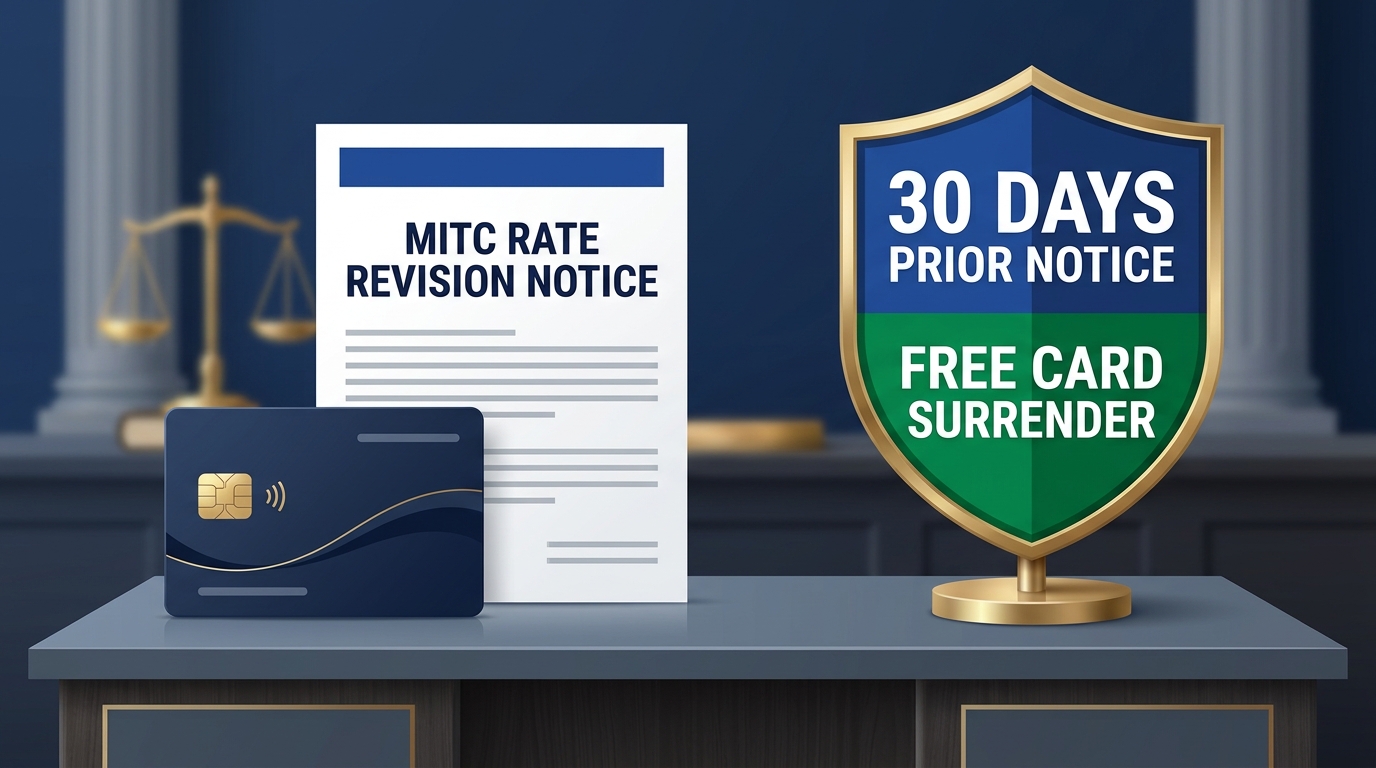 MITC RATE
REVISION NOTICE
30 DAYS
PRIOR NOTICE
FREE CARD
SURRENDER